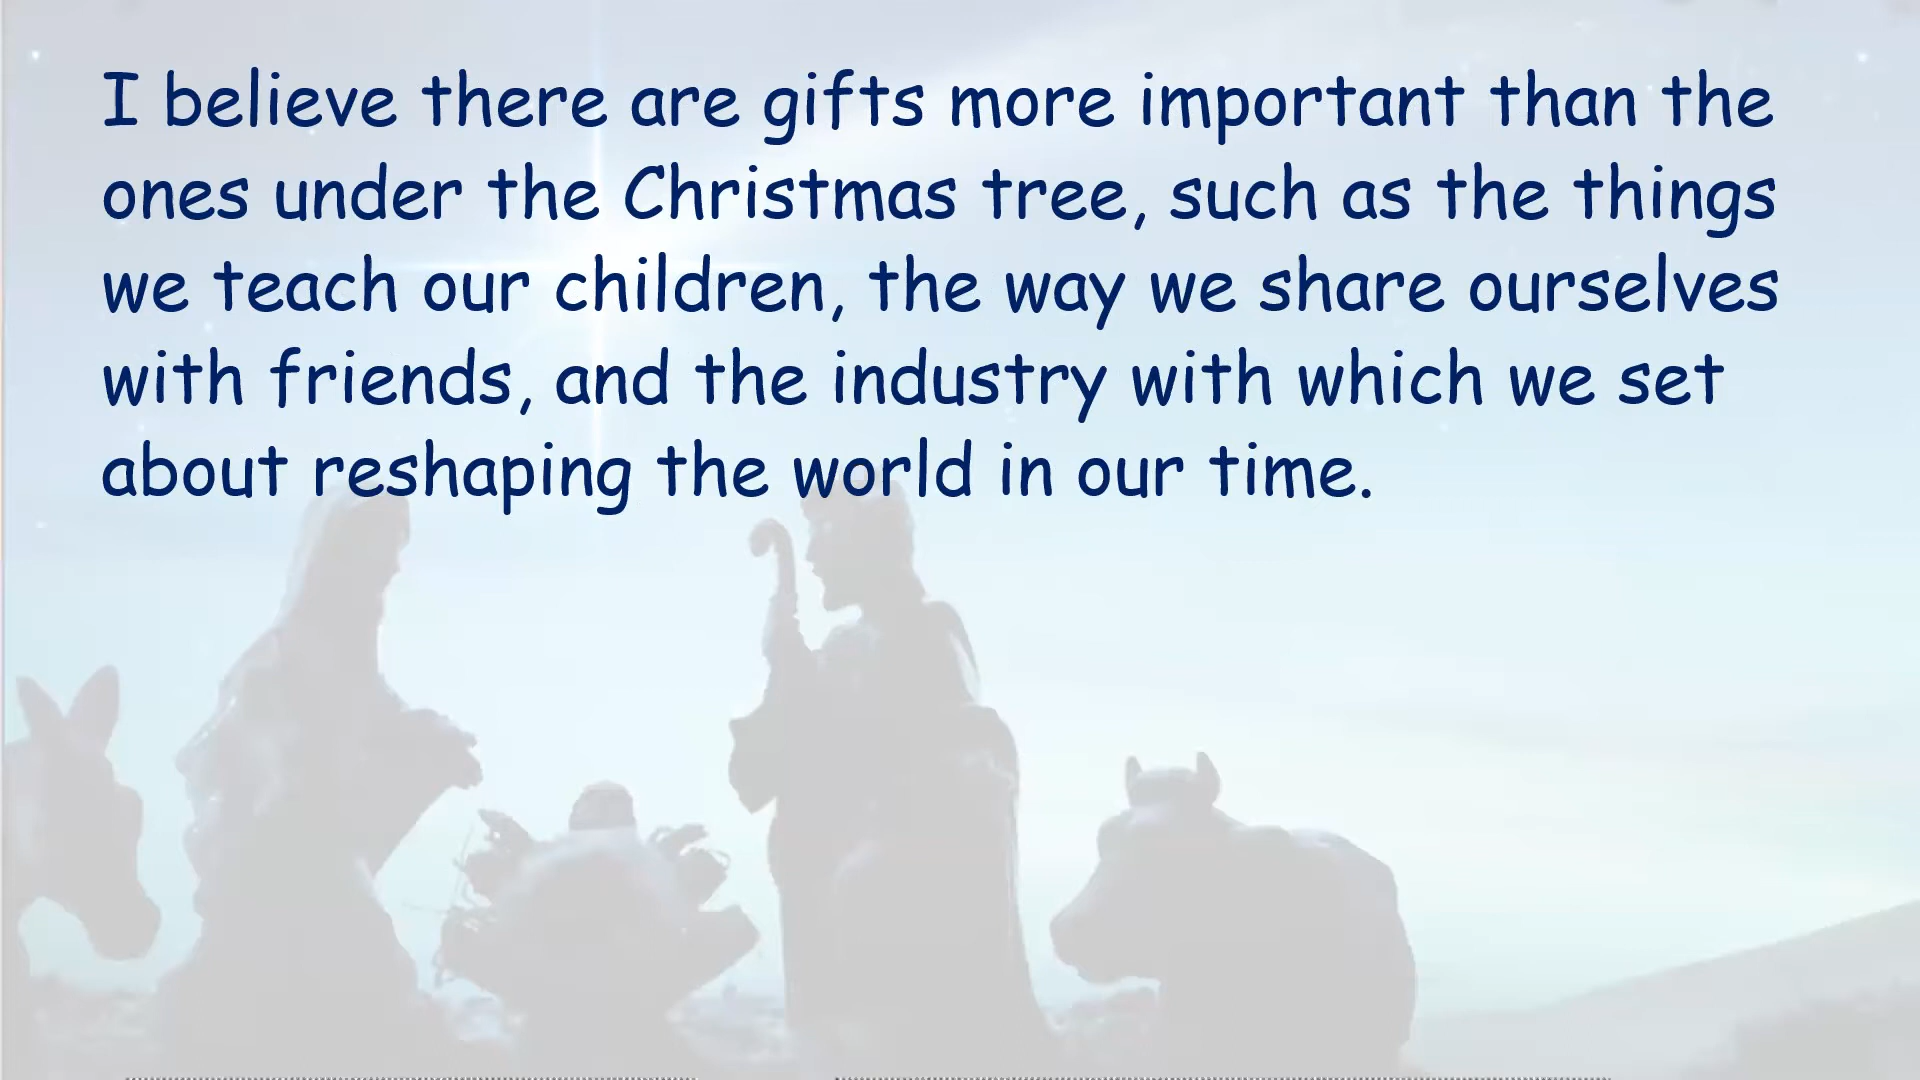 I believe there are gifts more important than the
ones under the Christmas tree, such as the things
we teach our children, the way we share ourselves
with friends, and the industry with which we set
about reshaping the world in our time.